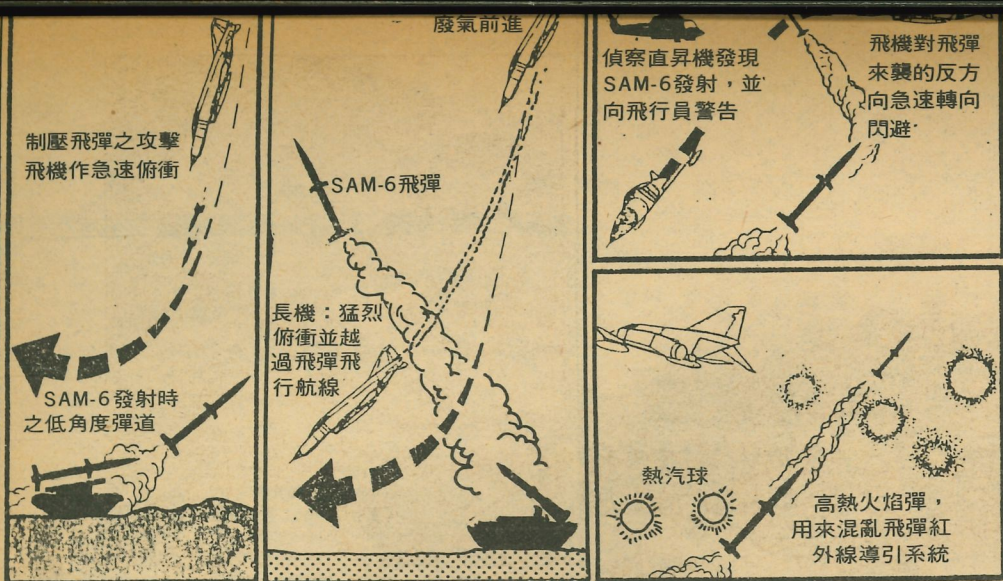 制壓飛彈之攻擊
飛機作急速俯衝
SAM-6發射時
之低角度彈道
廢氣前進
SAM-6飛彈
長機：猛烈
俯衝並越
過飛彈飛
行航線
偵察直昇機發現
SAM-6發射，並
向飛行員警告
飛機對飛彈
來襲的反方
向急速轉向
閃避
熱汽球
高熱火焰彈，
用來混亂飛彈紅
外線導引系統